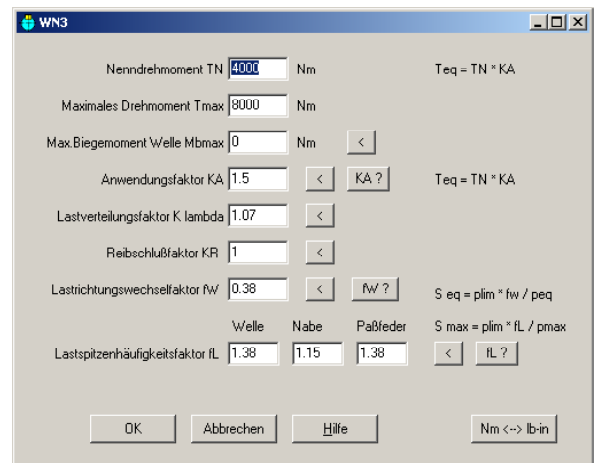 WN3
Nenndrehmoment TN 4000 Nm Teq = TN * KA
Maximales Drehmoment Tmax 8000 Nm
Max.Biegemoment Welle Mbmax 0 Nm <
Anwendungsfaktor KA 1.5 < KA ? Teq = TN * KA
Lastverteilungsfaktor K lambda 1.07 <
Reibschlußfaktor KR 1 <
Lastrichtungswechselfaktor fW 0.38 < fW ? S eq = plim * fw / peq
Welle Nabe Paßfeder S max = plim * fL / pmax
Lastspitzenhäufigkeitsfaktor fL 1.38 1.15 1.38 < fL ?
OK Abbrechen Hilfe Nm <--> lb-in